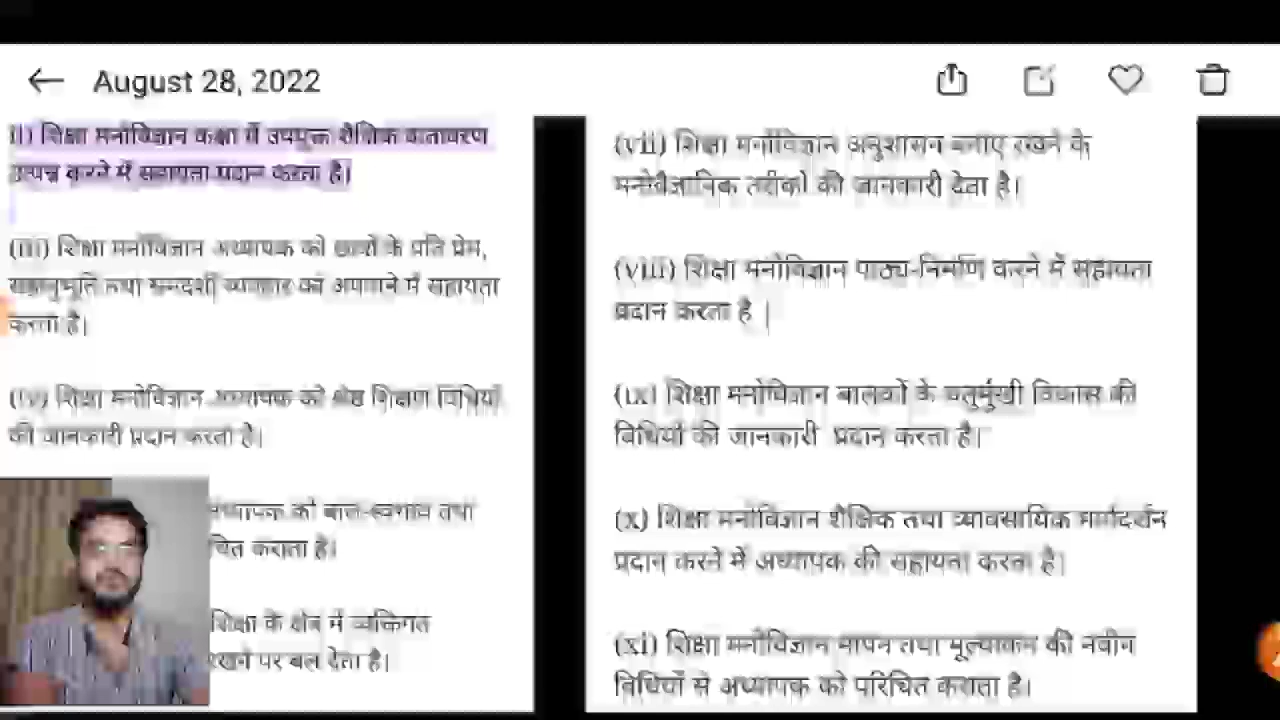 August 28, 2022
ii) शिक्षा मनोविज्ञान कक्षा में उपयुक्त शैक्षिक वातावरण
उत्पन्न करने में सहायता प्रदान करता है।
(iii) शिक्षा मनोविज्ञान अध्यापक को छात्रों के प्रति प्रेम,
सहानुभूति तथा समदर्शी व्यवहार को अपनाने में सहायता
करता है।
(iv) शिक्षा मनोविज्ञान अध्यापक को श्रेष्ठ शिक्षण विधियों
की जानकारी प्रदान करता है।
अध्यापक को बाल-स्वभाव तथा
चित कराता है।
शिक्षा के क्षेत्र में व्यक्तिगत
रखने पर बल देता है।
(vii) शिक्षा मनोविज्ञान अनुशासन बनाए रखने के
मनोवैज्ञानिक तरीकों की जानकारी देता है।
(viii) शिक्षा मनोविज्ञान पाठ्य-निर्माण करने में सहायता
प्रदान करता है |
(ix) शिक्षा मनोविज्ञान बालकों के चतुर्मुखी विकास की
विधियों की जानकारी प्रदान करता है।
(x) शिक्षा मनोविज्ञान शैक्षिक तथा व्यावसायिक मार्गदर्शन
प्रदान करने में अध्यापक की सहायता करता है।
(xi) शिक्षा मनोविज्ञान मापन तथा मूल्यांकन की नवीन
विधियों से अध्यापक को परिचित कराता है।